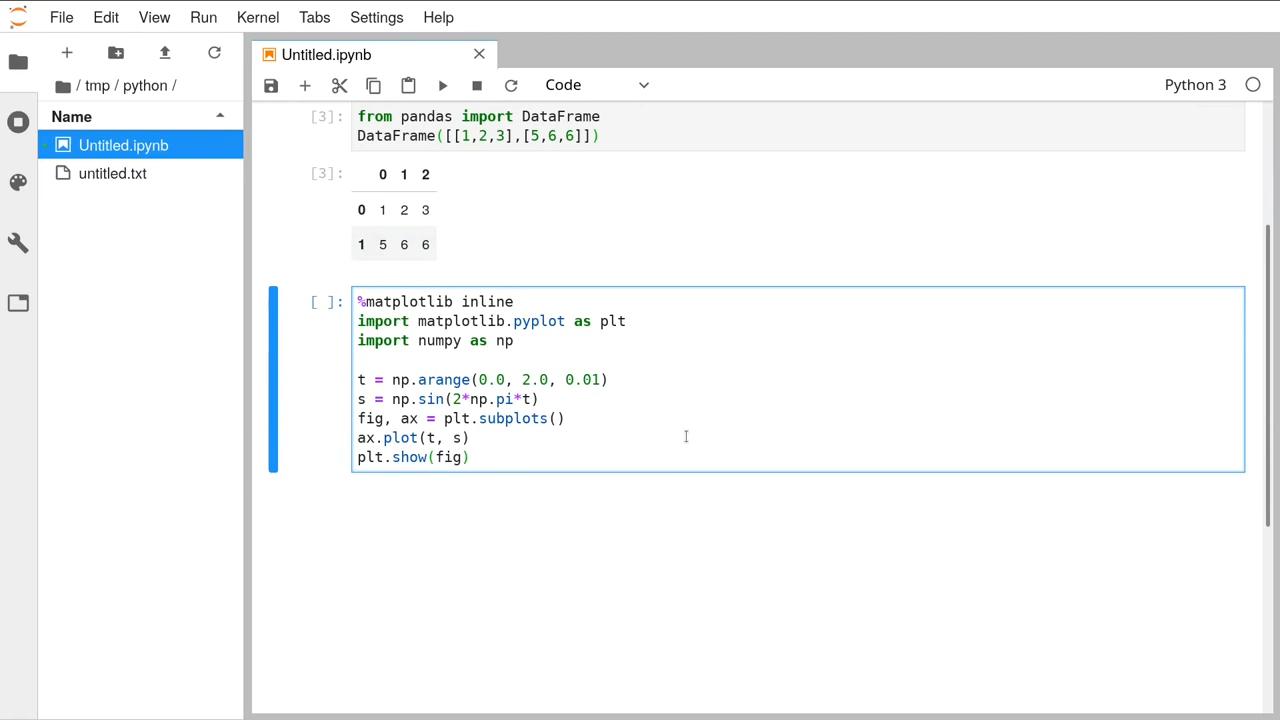 File Edit View Run Kernel Tabs Settings Help
/ tmp / python /
Name
Untitled.ipynb
untitled.txt
Untitled.ipynb
Code
Python 3
[3]:
from pandas import DataFrame
DataFrame([[1,2,3],[5,6,6]])
[3]:
0 1 2
0 1 2 3
1 5 6 6
[ ]:
%matplotlib inline
import matplotlib.pyplot as plt
import numpy as np
t = np.arange(0.0, 2.0, 0.01)
s = np.sin(2*np.pi*t)
fig, ax = plt.subplots()
ax.plot(t, s)
plt.show(fig)